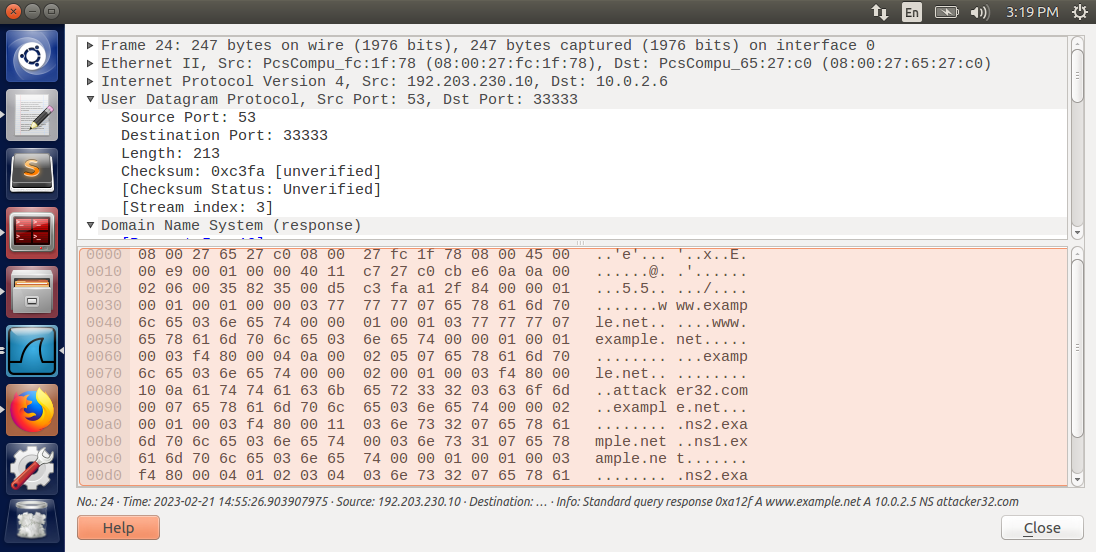 En 3:19 PM
Frame 24: 247 bytes on wire (1976 bits), 247 bytes captured (1976 bits) on interface 0
Ethernet II, Src: PcsCompu_fc:1f:78 (08:00:27:fc:1f:78), Dst: PcsCompu_65:27:c0 (08:00:27:65:27:c0)
Internet Protocol Version 4, Src: 192.203.230.10, Dst: 10.0.2.6
User Datagram Protocol, Src Port: 53, Dst Port: 33333
Source Port: 53
Destination Port: 33333
Length: 213
Checksum: 0xc3fa [unverified]
[Checksum Status: Unverified]
[Stream index: 3]
Domain Name System (response)
0000 08 00 27 65 27 c0 08 00 27 fc 1f 78 08 00 45 00 ..'e'... '..x..E.
0010 00 e9 00 01 00 00 40 11 c7 27 c0 cb e6 0a 0a 00 ......@. .'......
0020 02 06 00 35 82 35 00 d5 c3 fa a1 2f 84 00 00 01 ...5.5.. .../....
0030 00 01 00 01 00 00 03 77 77 77 07 65 78 61 6d 70 .......w ww.examp
0040 6c 65 03 6e 65 74 00 00 01 00 01 03 77 77 77 07 le.net.. ....www.
0050 65 78 61 6d 70 6c 65 03 6e 65 74 00 00 01 00 01 example. net.....
0060 00 03 f4 80 00 04 0a 00 02 05 07 65 78 61 6d 70 ........ ...examp
0070 6c 65 03 6e 65 74 00 00 02 00 01 00 03 f4 80 00 le.net.. ........
0080 10 0a 61 74 74 61 63 6b 65 72 33 32 03 63 6f 6d ..attack er32.com
0090 00 07 65 78 61 6d 70 6c 65 03 6e 65 74 00 00 02 ..exampl e.net...
00a0 00 01 00 03 f4 80 00 11 03 6e 73 32 07 65 78 61 ........ .ns2.exa
00b0 6d 70 6c 65 03 6e 65 74 00 03 6e 73 31 07 65 78 mple.net ..ns1.ex
00c0 61 6d 70 6c 65 03 6e 65 74 00 00 01 00 01 00 03 ample.ne t.......
00d0 f4 80 00 04 01 02 03 04 03 6e 73 32 07 65 78 61 ........ .ns2.exa
No.: 24 · Time: 2023-02-21 14:55:26.903907975 · Source: 192.203.230.10 · Destination: … · Info: Standard query response 0xa12f A www.example.net A 10.0.2.5 NS attacker32.com
Help Close